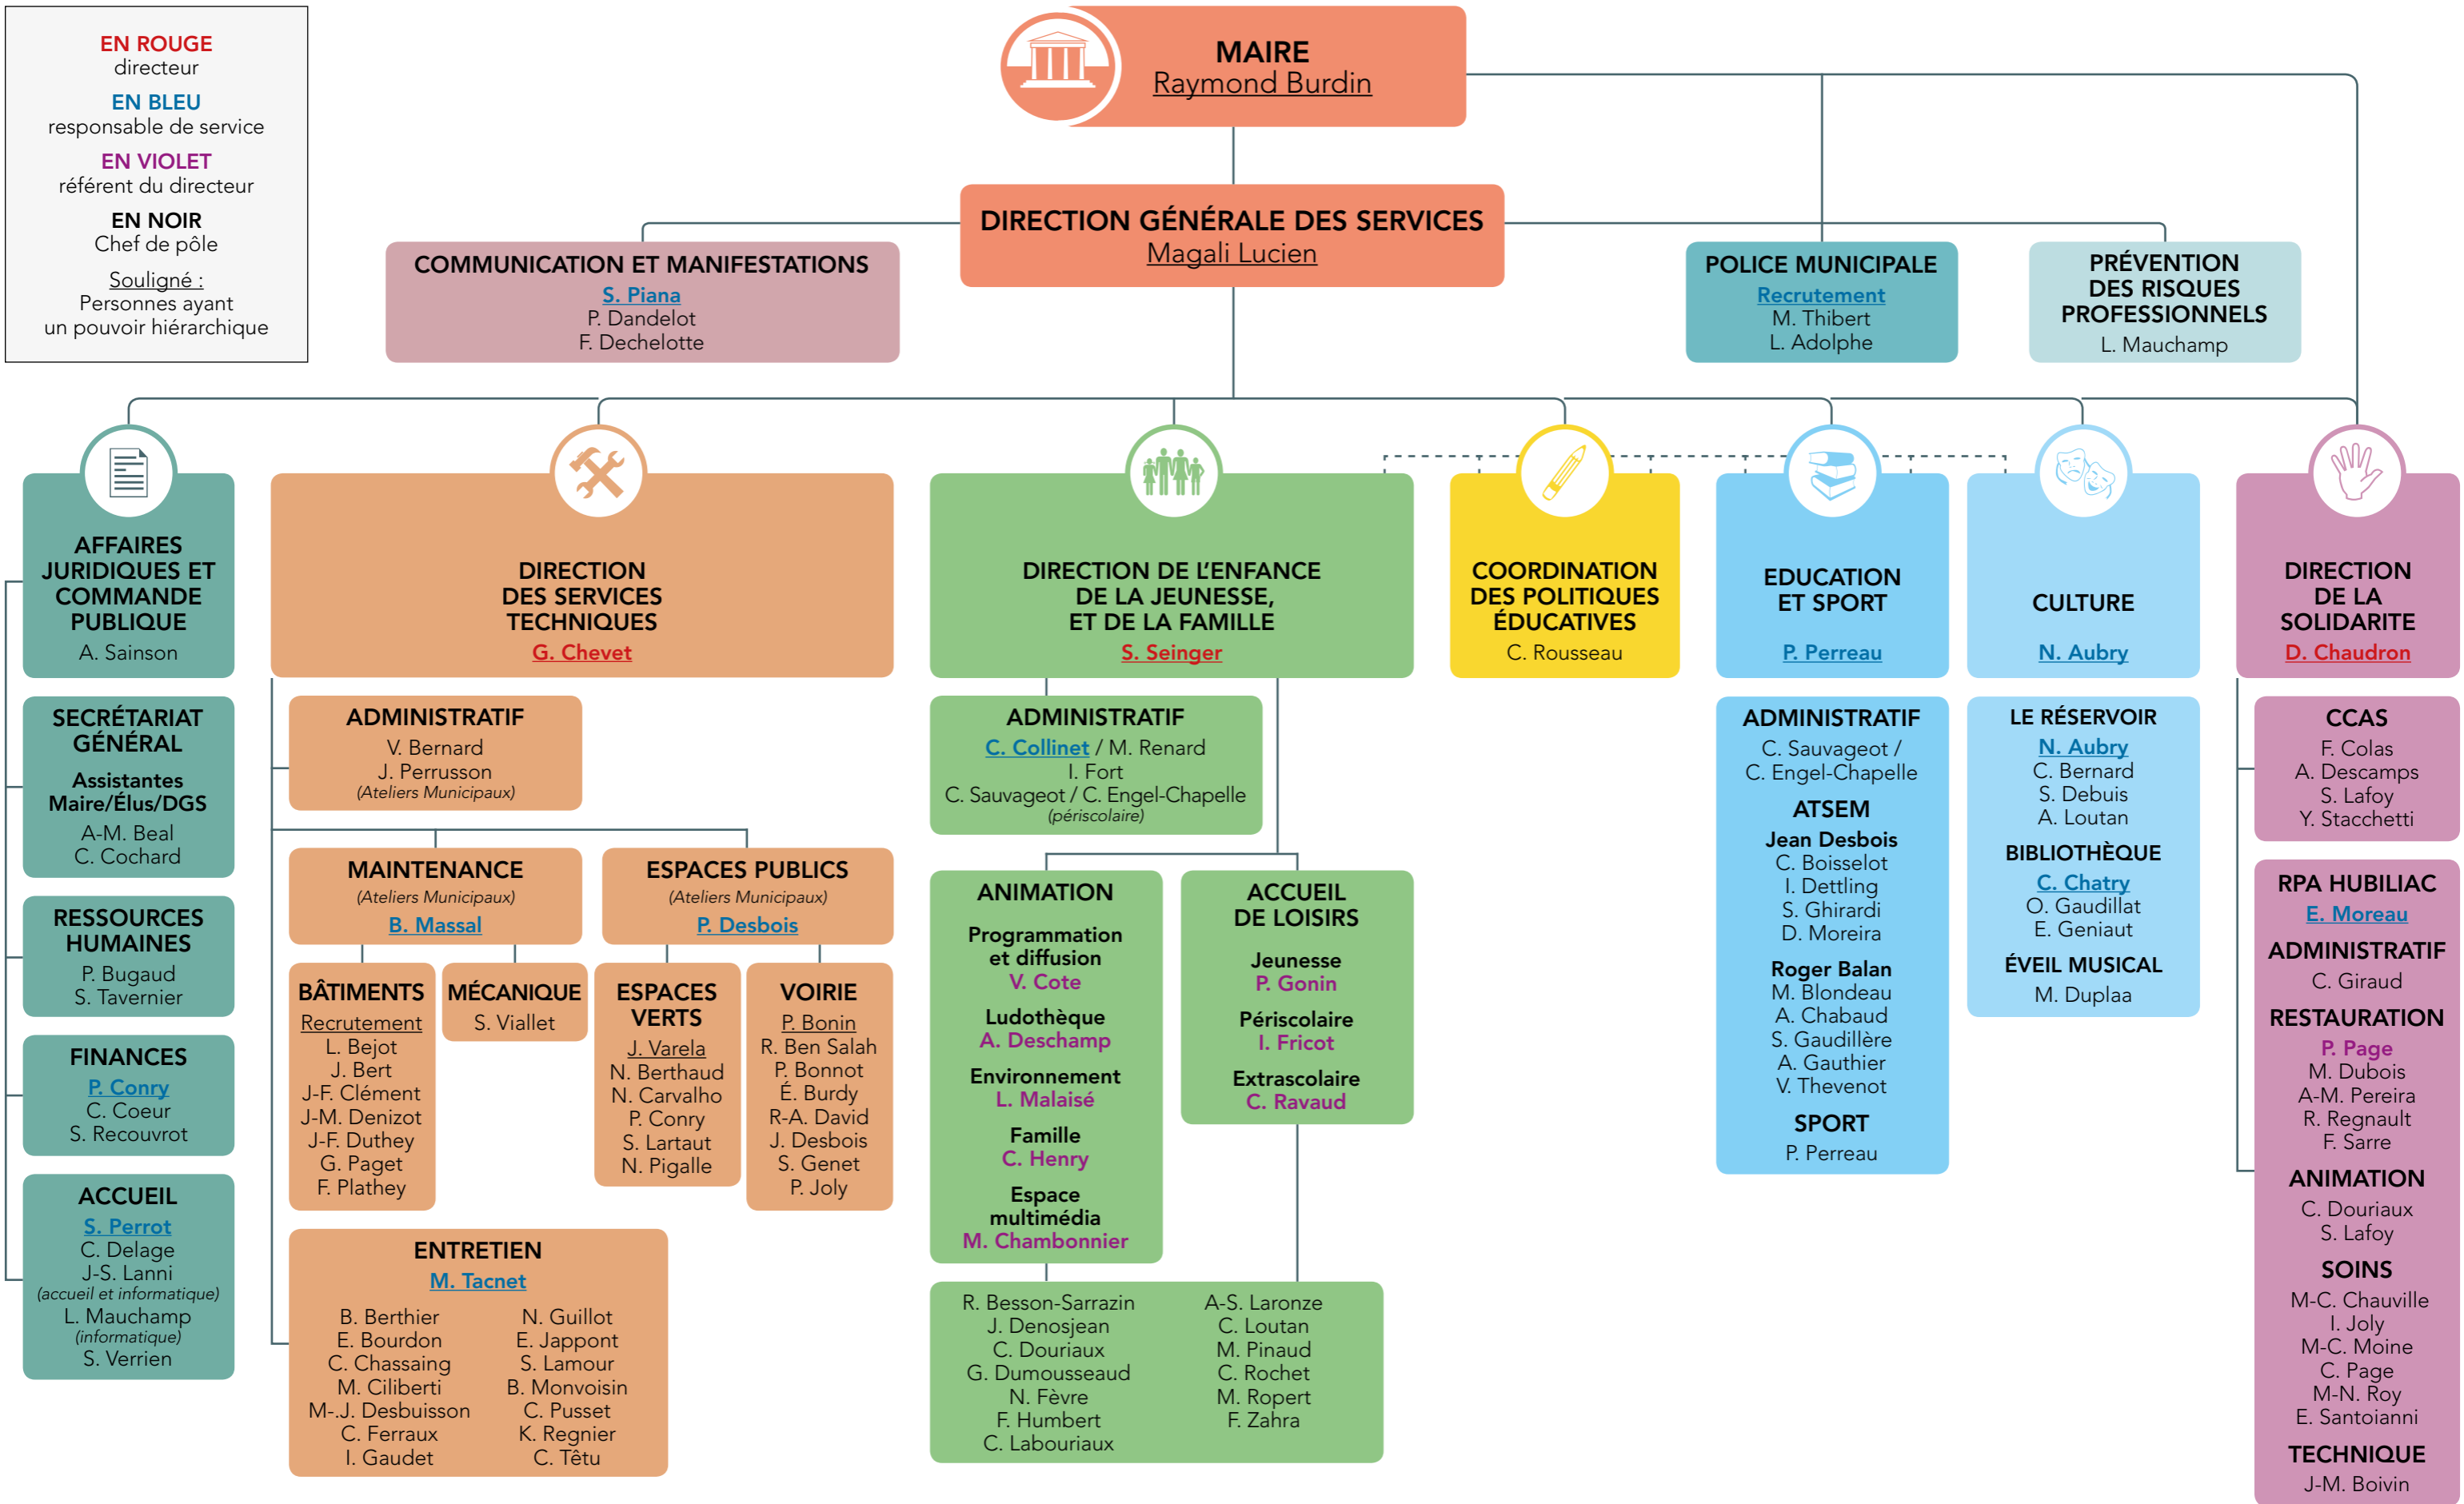 EN ROUGE
directeur
EN BLEU
responsable de service
EN VIOLET
référent du directeur
EN NOIR
Chef de pôle
Souligné :
Personnes ayant
un pouvoir hiérarchique
MAIRE
Raymond Burdin
DIRECTION GÉNÉRALE DES SERVICES
Magali Lucien
COMMUNICATION ET MANIFESTATIONS
S. Piana
P. Dandelot
F. Dechelotte
POLICE MUNICIPALE
Recrutement
M. Thibert
L. Adolphe
PRÉVENTION
DES RISQUES
PROFESSIONNELS
L. Mauchamp
AFFAIRES
JURIDIQUES ET
COMMANDE
PUBLIQUE
A. Sainson
SECRÉTARIAT
GÉNÉRAL
Assistantes
Maire/Élus/DGS
A-M. Beal
C. Cochard
RESSOURCES
HUMAINES
P. Bugaud
S. Tavernier
FINANCES
P. Conry
C. Coeur
S. Recouvrot
ACCUEIL
S. Perrot
C. Delage
J-S. Lanni
(accueil et informatique)
L. Mauchamp
(informatique)
S. Verrien
DIRECTION
DES SERVICES
TECHNIQUES
G. Chevet
ADMINISTRATIF
V. Bernard
J. Perrusson
(Ateliers Municipaux)
MAINTENANCE
(Ateliers Municipaux)
B. Massal
ESPACES PUBLICS
(Ateliers Municipaux)
P. Desbois
BÂTIMENTS
Recrutement
L. Bejot
J. Bert
J-F. Clément
J-M. Denizot
J-F. Duthey
G. Paget
F. Plathey
MÉCANIQUE
S. Viallet
ESPACES
VERTS
J. Varela
N. Berthaud
N. Carvalho
P. Conry
S. Lartaut
N. Pigalle
VOIRIE
P. Bonin
R. Ben Salah
P. Bonnot
É. Burdy
R-A. David
J. Desbois
S. Genet
P. Joly
ENTRETIEN
M. Tacnet
B. Berthier
E. Bourdon
C. Chassaing
M. Ciliberti
M-.J. Desbuisson
C. Ferraux
I. Gaudet
N. Guillot
E. Jappont
S. Lamour
B. Monvoisin
C. Pusset
K. Regnier
C. Têtu
DIRECTION DE L'ENFANCE
DE LA JEUNESSE,
ET DE LA FAMILLE
S. Seinger
ADMINISTRATIF
C. Collinet / M. Renard
I. Fort
C. Sauvageot / C. Engel-Chapelle
(périscolaire)
ANIMATION
Programmation
et diffusion
V. Cote
Ludothèque
A. Deschamp
Environnement
L. Malaisé
Famille
C. Henry
Espace
multimédia
M. Chambonnier
ACCUEIL
DE LOISIRS
Jeunesse
P. Gonin
Périscolaire
I. Fricot
Extrascolaire
C. Ravaud
R. Besson-Sarrazin
J. Denosjean
C. Douriaux
G. Dumousseaud
N. Fèvre
F. Humbert
C. Labouriaux
A-S. Laronze
C. Loutan
M. Pinaud
C. Rochet
M. Ropert
F. Zahra
COORDINATION
DES POLITIQUES
ÉDUCATIVES
C. Rousseau
EDUCATION
ET SPORT
P. Perreau
ADMINISTRATIF
C. Sauvageot /
C. Engel-Chapelle
ATSEM
Jean Desbois
C. Boisselot
I. Dettling
S. Ghirardi
D. Moreira
Roger Balan
M. Blondeau
A. Chabaud
S. Gaudillère
A. Gauthier
V. Thevenot
SPORT
P. Perreau
CULTURE
N. Aubry
LE RÉSERVOIR
N. Aubry
C. Bernard
S. Debuis
A. Loutan
BIBLIOTHÈQUE
C. Chatry
O. Gaudillat
E. Geniaut
ÉVEIL MUSICAL
M. Duplaa
DIRECTION
DE LA
SOLIDARITE
D. Chaudron
CCAS
F. Colas
A. Descamps
S. Lafoy
Y. Stacchetti
RPA HUBILIAC
E. Moreau
ADMINISTRATIF
C. Giraud
RESTAURATION
P. Page
M. Dubois
A-M. Pereira
R. Regnault
F. Sarre
ANIMATION
C. Douriaux
S. Lafoy
SOINS
M-C. Chauville
I. Joly
M-C. Moine
C. Page
M-N. Roy
E. Santoianni
TECHNIQUE
J-M. Boivin